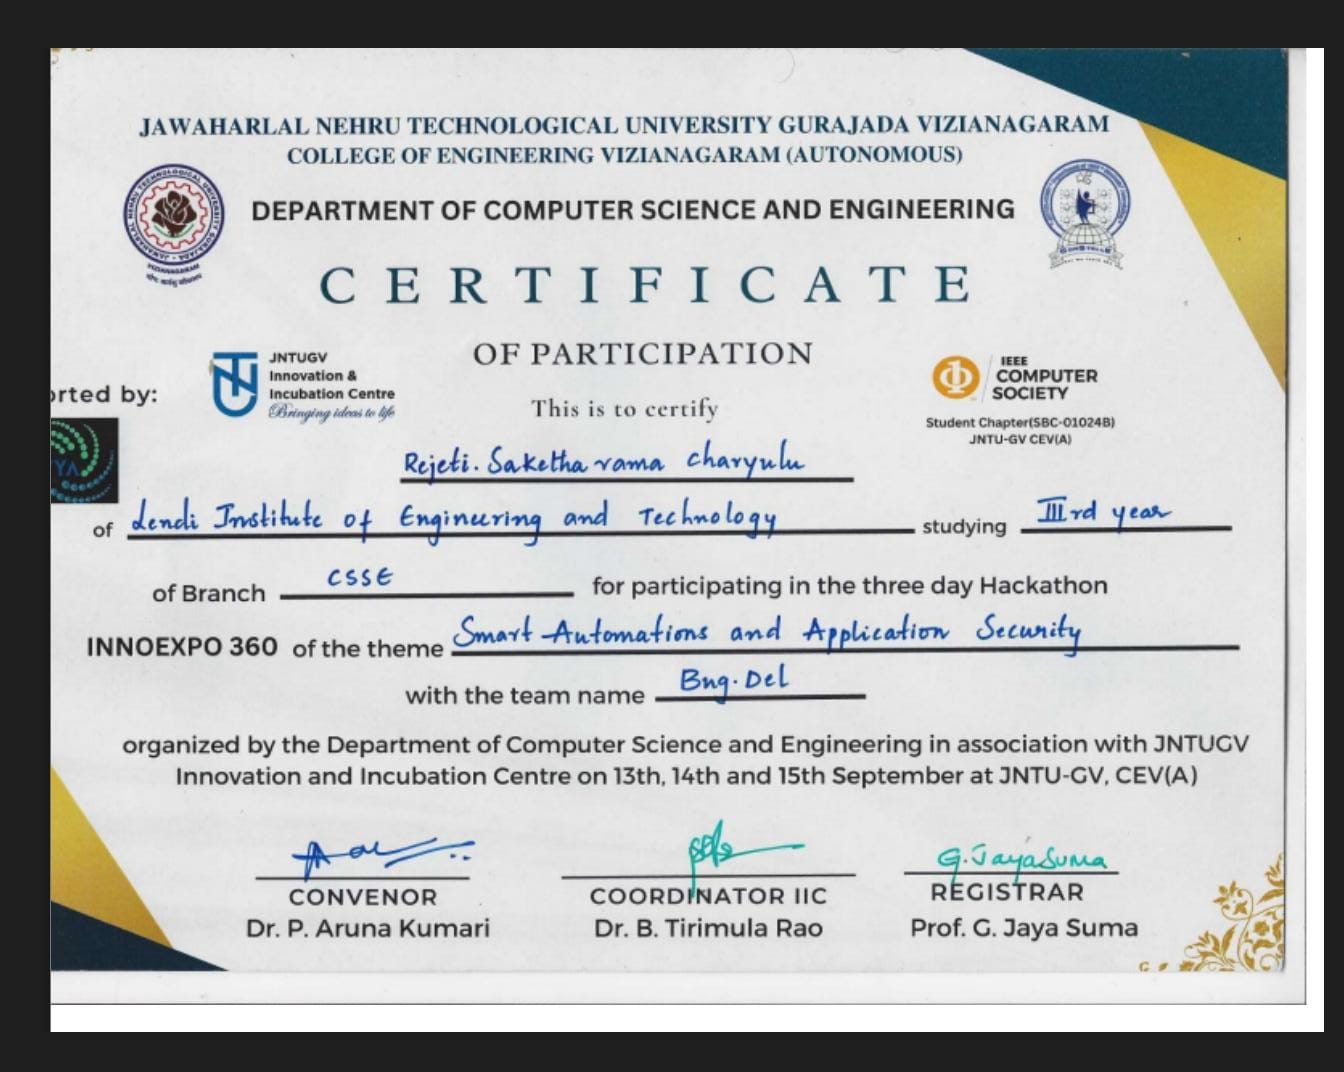 JAWAHARLAL NEHRU TECHNOLOGICAL UNIVERSITY GURAJADA VIZIANAGARAM
COLLEGE OF ENGINEERING VIZIANAGARAM (AUTONOMOUS)
DEPARTMENT OF COMPUTER SCIENCE AND ENGINEERING
CERTIFICATE
OF PARTICIPATION
orted by:
JNTUGV
Innovation &
Incubation Centre
Bringing ideas to life
IEEE
COMPUTER
SOCIETY
Student Chapter(SBC-01024B)
JNTU-GV CEV(A)
This is to certify
YA
Rejeti. Saketha rama charyulu
of Lendi Institute of Engineering and Technology studying IIIrd year
of Branch CSSE for participating in the three day Hackathon
INNOEXPO 360 of the theme Smart Automations and Application Security
with the team name Bng.Del
organized by the Department of Computer Science and Engineering in association with JNTUGV
Innovation and Incubation Centre on 13th, 14th and 15th September at JNTU-GV, CEV(A)
G. JayaSuma
CONVENOR COORDINATOR IIC REGISTRAR
Dr. P. Aruna Kumari Dr. B. Tirimula Rao Prof. G. Jaya Suma